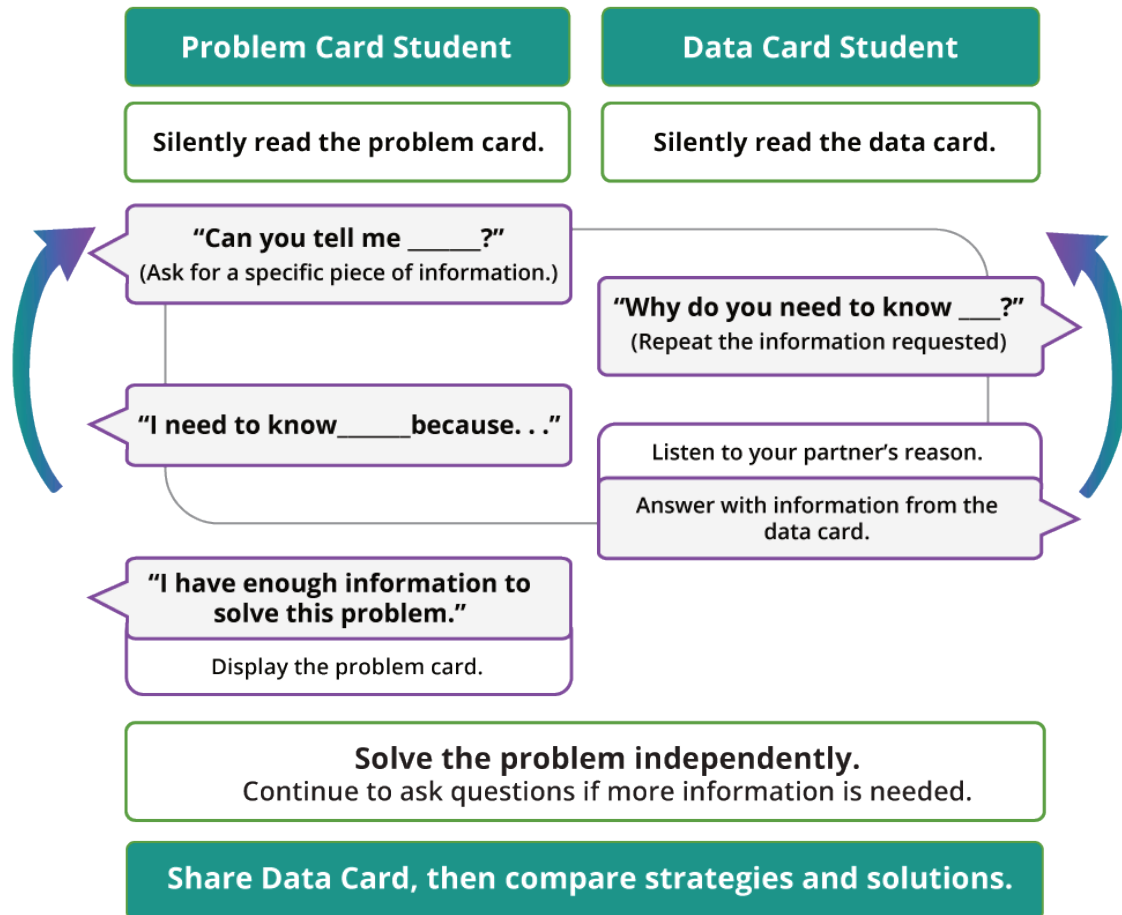 Problem Card Student
Data Card Student
Silently read the problem card.
Silently read the data card.
“Can you tell me ______?”
(Ask for a specific piece of information.)
“Why do you need to know ____?”
(Repeat the information requested)
“I need to know______because. . .”
Listen to your partner’s reason.
Answer with information from the
data card.
“I have enough information to
solve this problem.”
Display the problem card.
Solve the problem independently.
Continue to ask questions if more information is needed.
Share Data Card, then compare strategies and solutions.